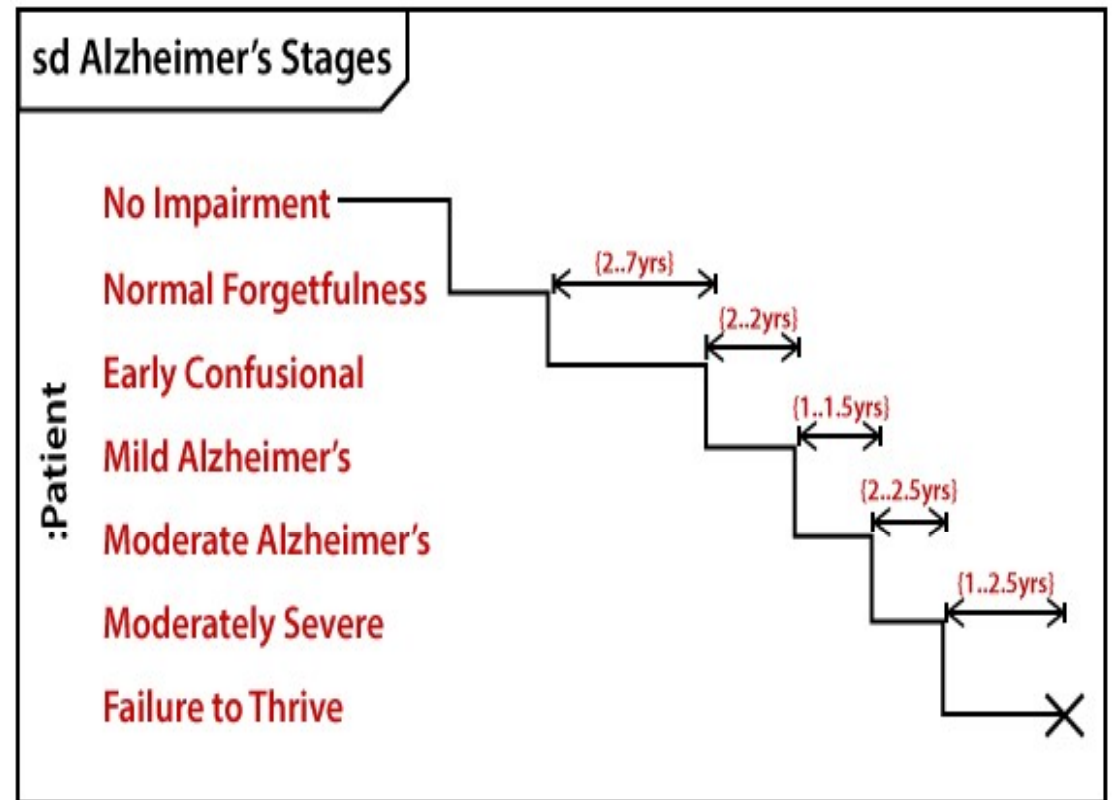 sd Alzheimer's Stages
No Impairment
{2..7yrs}
Normal Forgetfulness
{2..2yrs}
Early Confusional
{1..1.5yrs}
Mild Alzheimer's
{2..2.5yrs}
Moderate Alzheimer's
{1..2.5yrs}
Moderately Severe
Failure to Thrive
:Patient